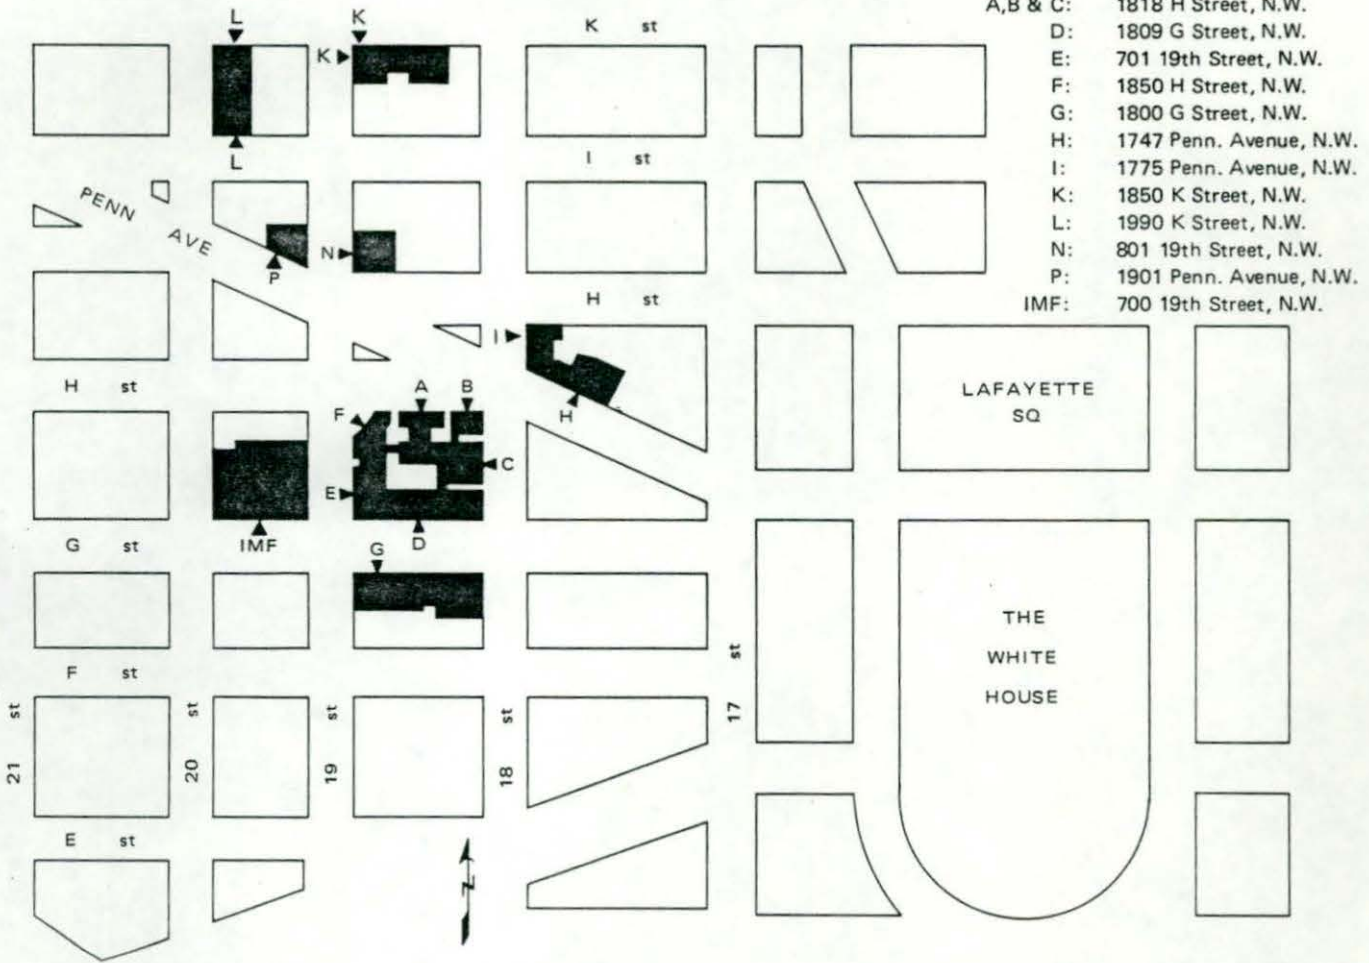 A,B & C: 1818 H Street, N.W.
D: 1809 G Street, N.W.
E: 701 19th Street, N.W.
F: 1850 H Street, N.W.
G: 1800 G Street, N.W.
H: 1747 Penn. Avenue, N.W.
I: 1775 Penn. Avenue, N.W.
K: 1850 K Street, N.W.
L: 1990 K Street, N.W.
N: 801 19th Street, N.W.
P: 1901 Penn. Avenue, N.W.
IMF: 700 19th Street, N.W.
L
K
K st
K
L
I st
PENN
AVE
N
P
H st
I
H st
A
B
F
H
LAFAYETTE
SQ
C
E
IMF
D
G st
G
THE
WHITE
HOUSE
F st
21 st
20 st
19 st
18 st
17 st
E st
N